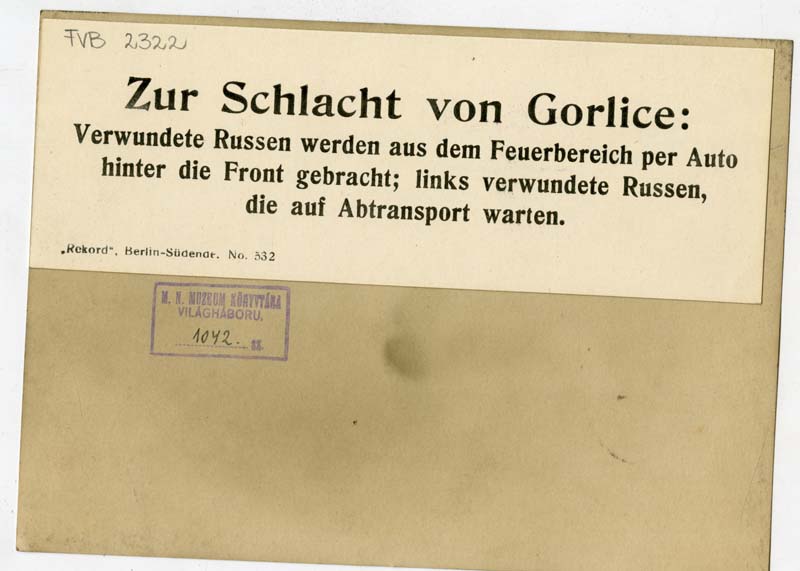 FVB 2322
Zur Schlacht von Gorlice:
Verwundete Russen werden aus dem Feuerbereich per Auto
hinter die Front gebracht; links verwundete Russen,
die auf Abtransport warten.
„Rekord“, Berlin-Südende. No. 532
M. N. MUZEUM KÖNYVTÁRA
VILÁGHÁBORU.
1042.